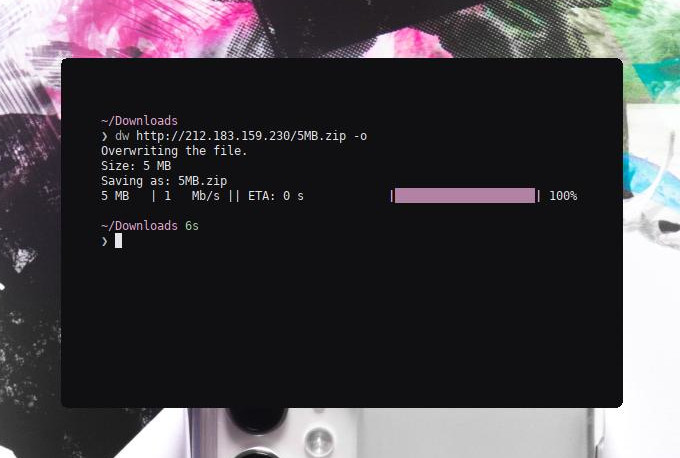 ~/Downloads
❯ dw http://212.183.159.230/5MB.zip -o
Overwriting the file.
Size: 5 MB
Saving as: 5MB.zip
5 MB   | 1   Mb/s || ETA: 0 s            |████████████████████| 100%
~/Downloads 6s
❯